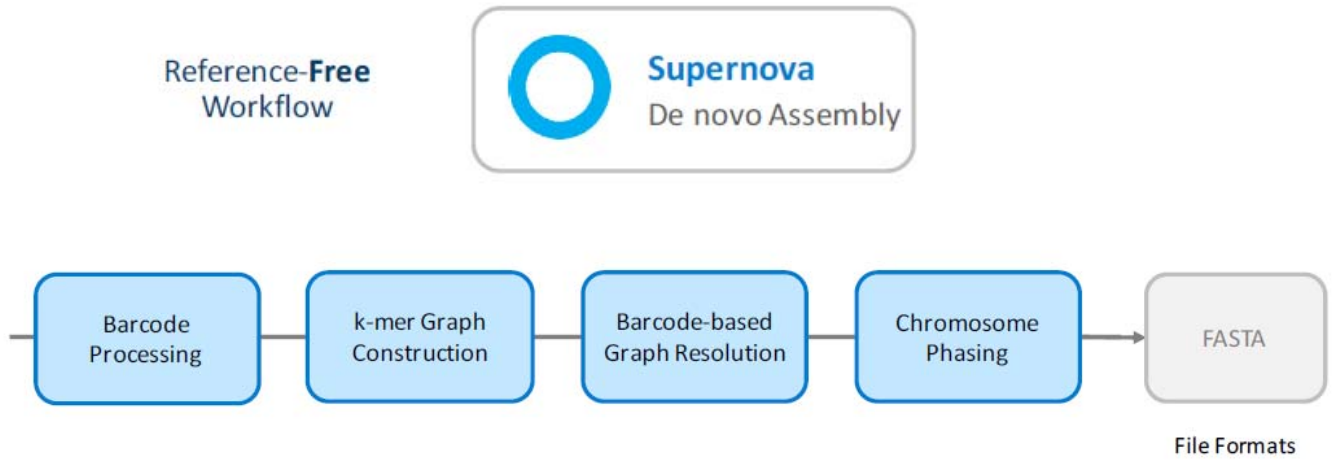 Reference-Free
Workflow
Supernova
De novo Assembly
Barcode
Processing
k-mer Graph
Construction
Barcode-based
Graph Resolution
Chromosome
Phasing
FASTA
File Formats